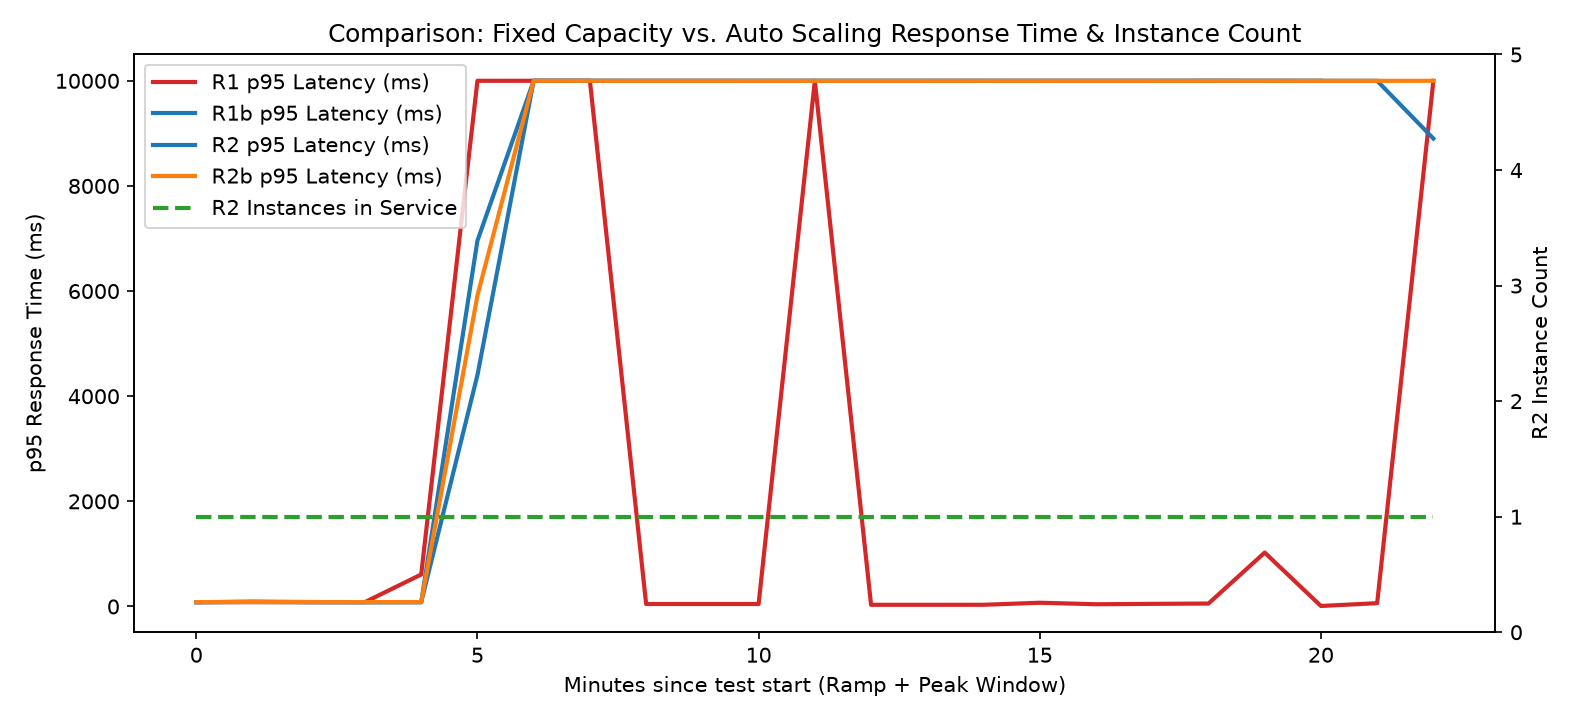 Comparison: Fixed Capacity vs. Auto Scaling Response Time & Instance Count
R1 p95 Latency (ms)
R1b p95 Latency (ms)
R2 p95 Latency (ms)
R2b p95 Latency (ms)
R2 Instances in Service
p95 Response Time (ms)
10000
8000
6000
4000
2000
0
5
4
3
2
1
0
R2 Instance Count
0
5
10
15
20
Minutes since test start (Ramp + Peak Window)